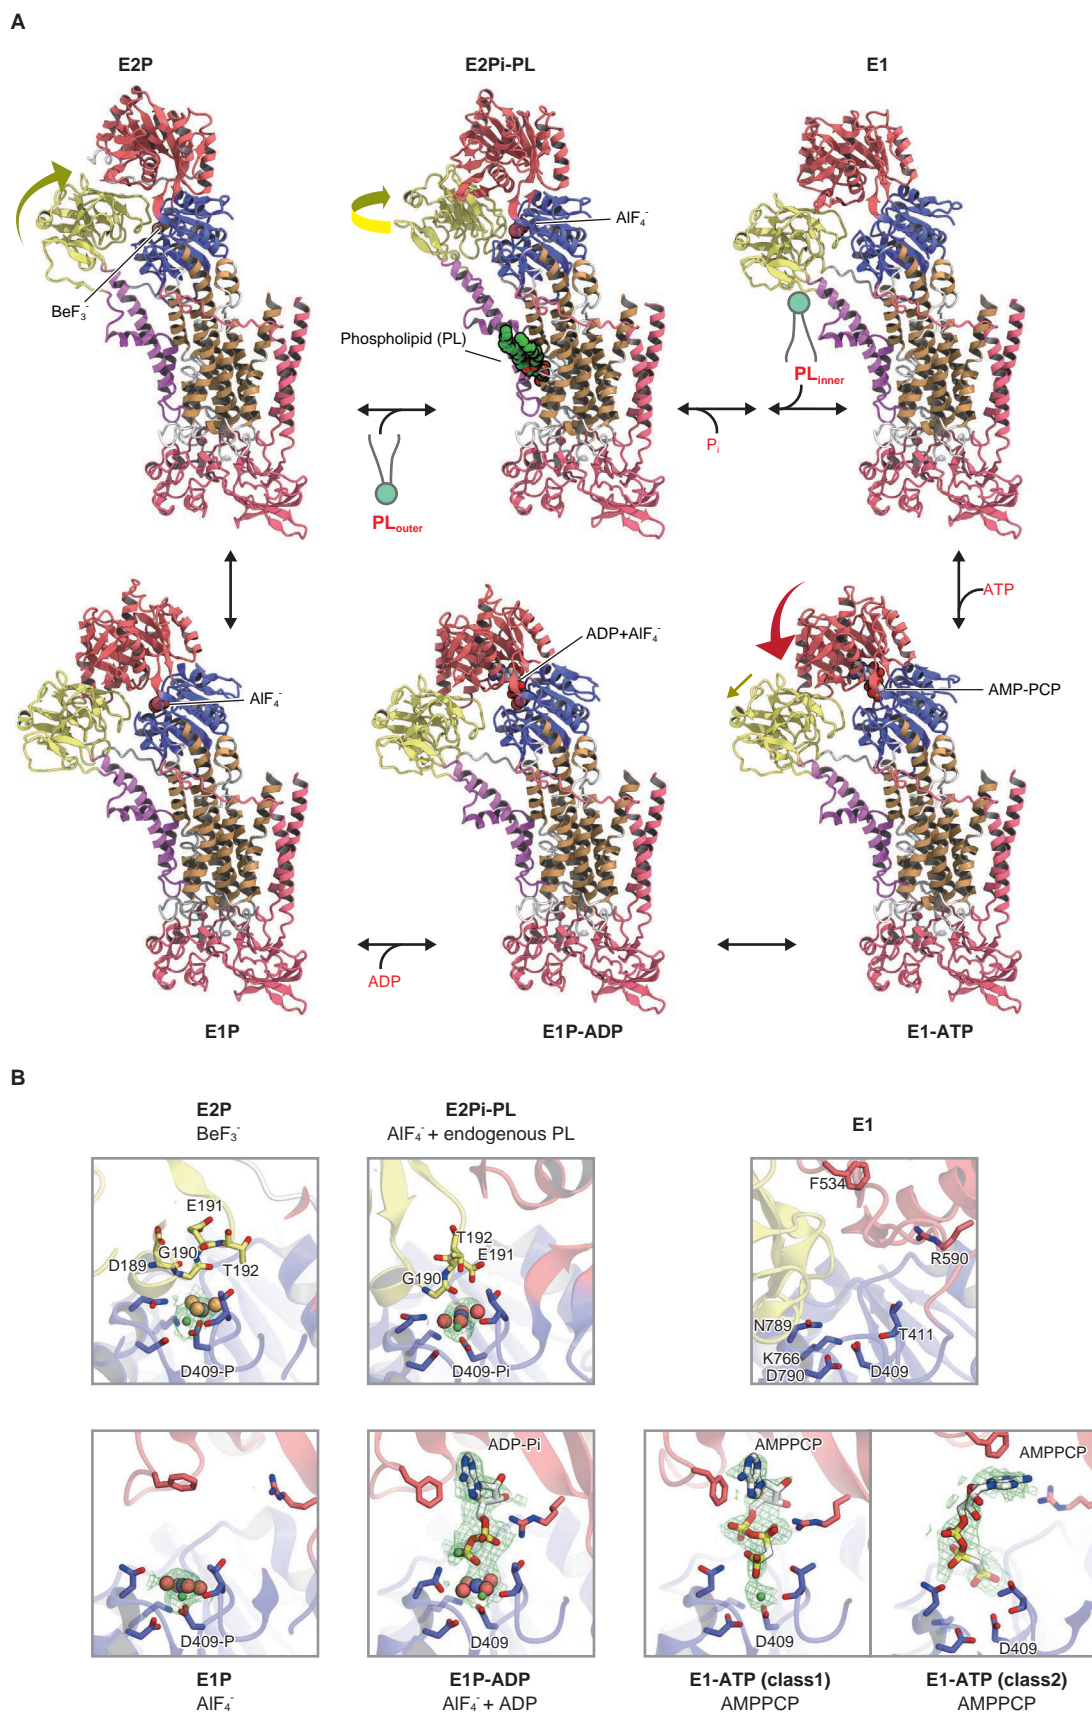 A
E2P
E2Pi-PL
E1
AlF₄⁻
BeF₃⁻
Phospholipid (PL)
PLinner
Pᵢ
PLouter
ATP
ADP+AlF₄⁻
AlF₄⁻
AMP-PCP
ADP
E1P
E1P-ADP
E1-ATP
B
E2P
BeF₃⁻
E2Pi-PL
AlF₄⁻ + endogenous PL
E1
E191
G190
D189
T192
D409-P
T192
E191
G190
D409-Pi
F534
R590
N789
T411
K766
D790
D409
D409-P
ADP-Pi
D409
AMPPCP
D409
AMPPCP
D409
E1P
AlF₄⁻
E1P-ADP
AlF₄⁻ + ADP
E1-ATP (class1)
AMPPCP
E1-ATP (class2)
AMPPCP